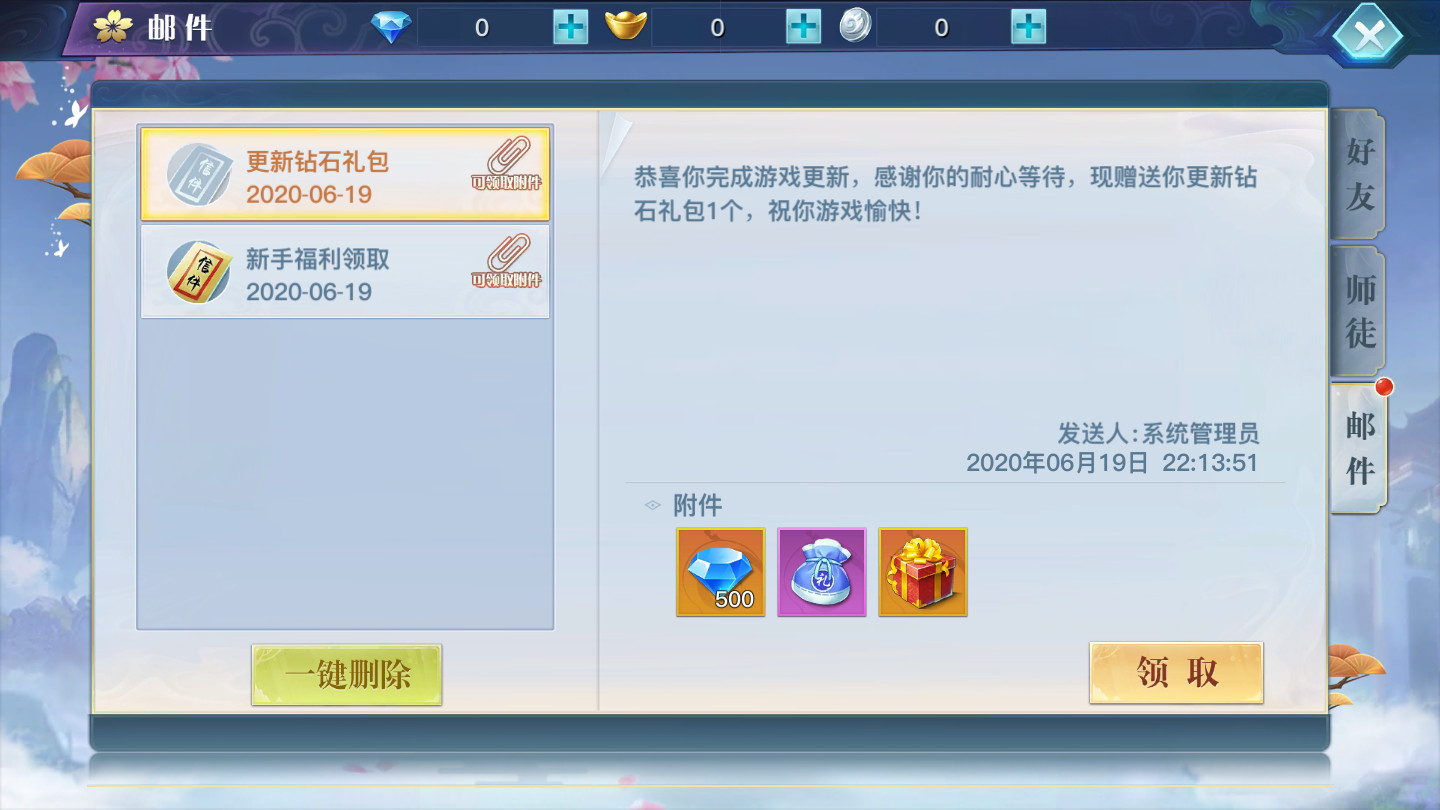 邮件
0
0
0
更新钻石礼包
2020-06-19
可领取附件
信件
新手福利领取
2020-06-19
可领取附件
信件
一键删除
恭喜你完成游戏更新，感谢你的耐心等待，现赠送你更新钻
石礼包1个，祝你游戏愉快！
发送人:系统管理员
2020年06月19日 22:13:51
附件
500
礼
领取
好友
师徒
邮件